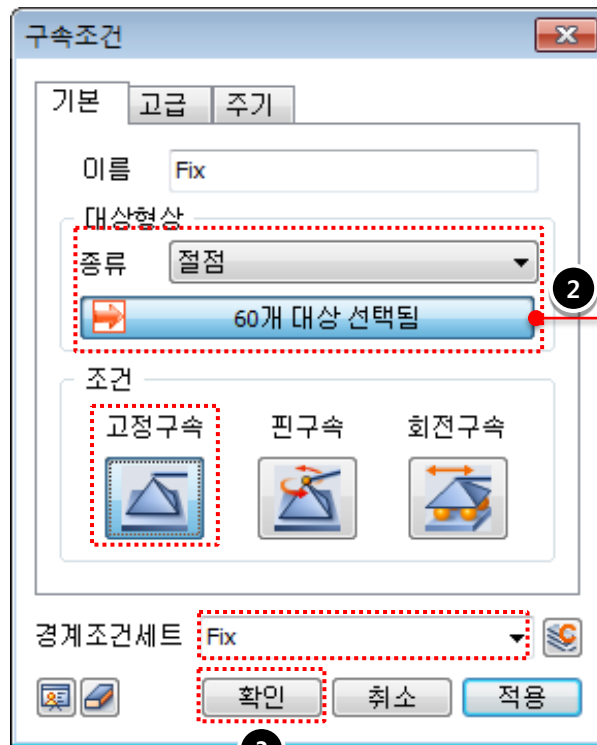 구속조건
기본 고급 주기
이름 Fix
대상형상
종류 절점
2
60개 대상 선택됨
조건
고정구속 핀구속 회전구속
경계조건세트 Fix
확인 취소 적용